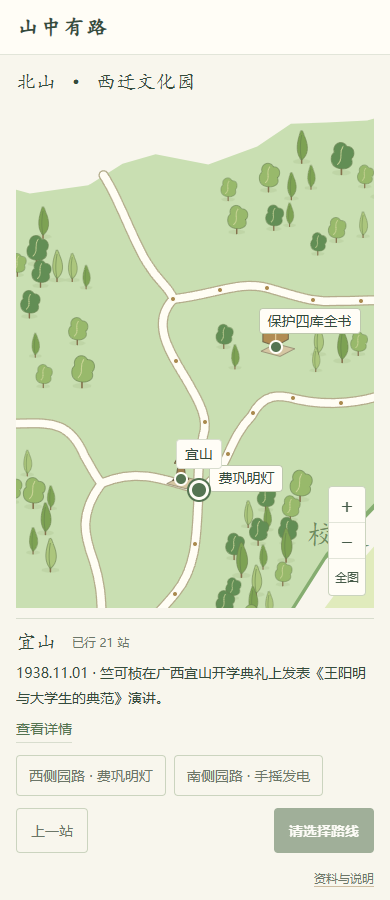 山中有路
北山 • 西迁文化园
保护四库全书
宜山
费巩明灯
校
+
−
全图
宜山 已行 21 站
1938.11.01 · 竺可桢在广西宜山开学典礼上发表《王阳明
与大学生的典范》演讲。
查看详情
西侧园路 · 费巩明灯
南侧园路 · 手摇发电
上一站
请选择路线
资料与说明